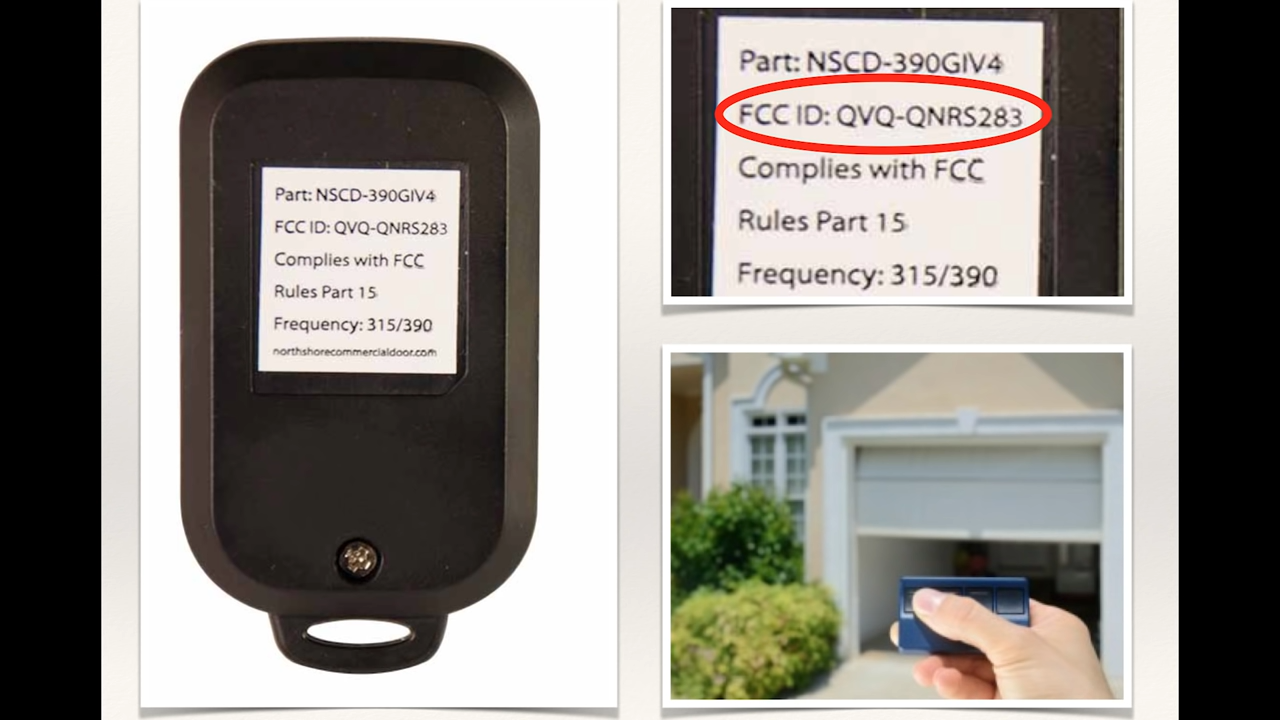 Part: NSCD-390GIV4
FCC ID: QVQ-QNRS283
Complies with FCC
Rules Part 15
Frequency: 315/390
northshorecommercialdoor.com
Part: NSCD-390GIV4
FCC ID: QVQ-QNRS283
Complies with FCC
Rules Part 15
Frequency: 315/390